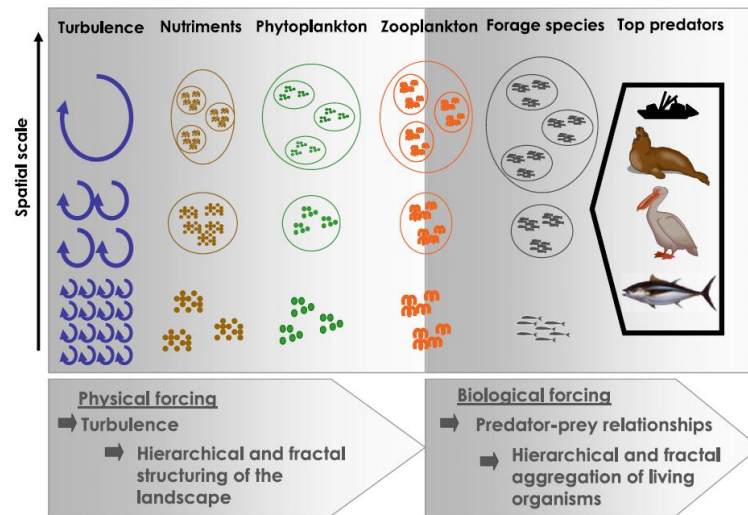 Turbulence Nutriments Phytoplankton Zooplankton Forage species Top predators
Spatial scale
Physical forcing
Turbulence
Hierarchical and fractal
structuring of the
landscape
Biological forcing
Predator-prey relationships
Hierarchical and fractal
aggregation of living
organisms